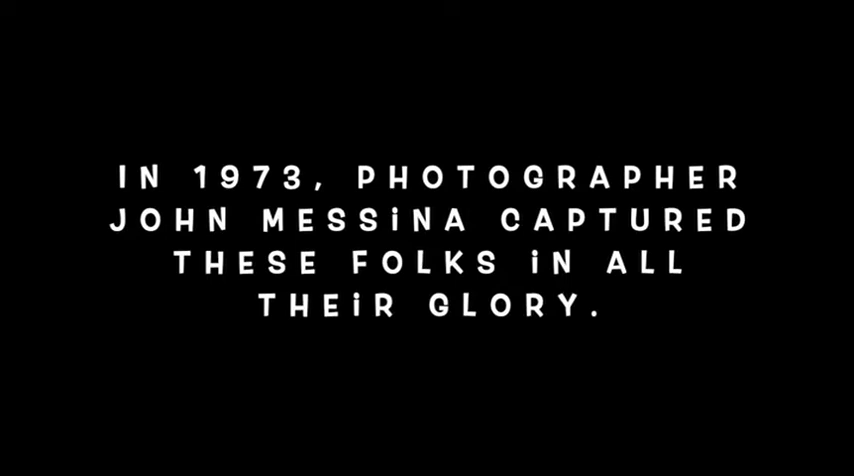 IN 1973, PHOTOGRAPHER
JOHN MESSiNA CAPTURED
THESE FOLKS iN ALL
THEiR GLORY.